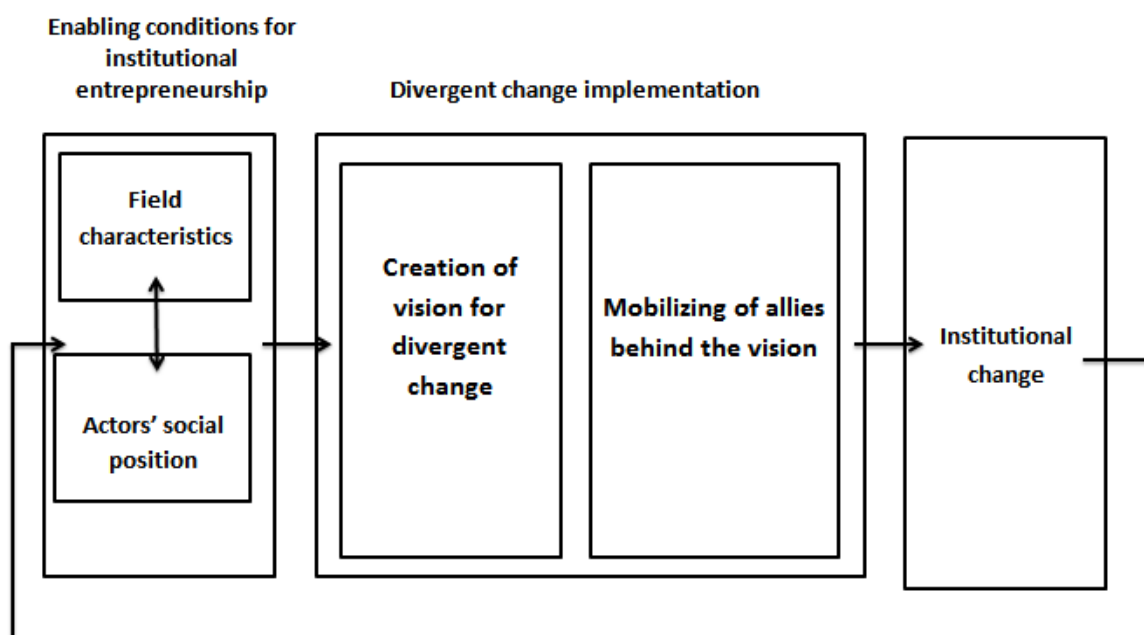 Enabling conditions for
institutional
entrepreneurship
Divergent change implementation
Field
characteristics
Actors’ social
position
Creation of
vision for
divergent
change
Mobilizing of allies
behind the vision
Institutional
change